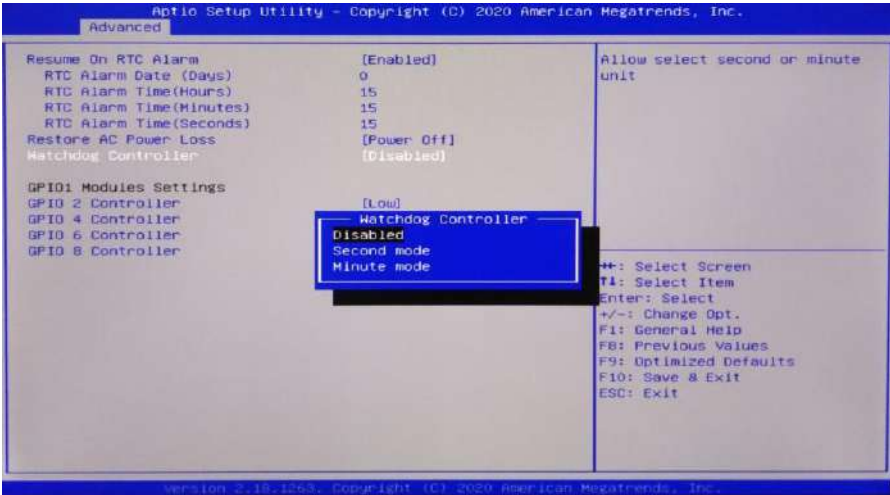 Aptio Setup Utility – Copyright (C) 2020 American Megatrends, Inc.
Advanced
Resume On RTC Alarm [Enabled]
RTC Alarm Date (Days) 0
RTC Alarm Time(Hours) 15
RTC Alarm Time(Minutes) 15
RTC Alarm Time(Seconds) 15
Restore AC Power Loss [Power Off]
Watchdog Controller [Disabled]
GPIO1 Modules Settings
GPIO 2 Controller [Low]
GPIO 4 Controller
GPIO 6 Controller
GPIO 8 Controller
Watchdog Controller
Disabled
Second mode
Minute mode
Allow select second or minute
unit
→←: Select Screen
↑↓: Select Item
Enter: Select
+/-: Change Opt.
F1: General Help
F8: Previous Values
F9: Optimized Defaults
F10: Save & Exit
ESC: Exit
Version 2.18.1263. Copyright (C) 2020 American Megatrends, Inc.